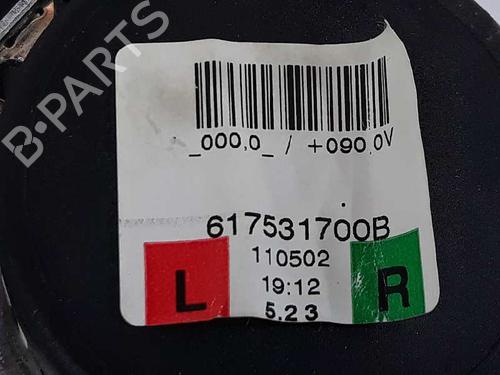 B-PARTS
_000,0_ / +090,0V
617531700B
110502
L
19:12
R
5.23